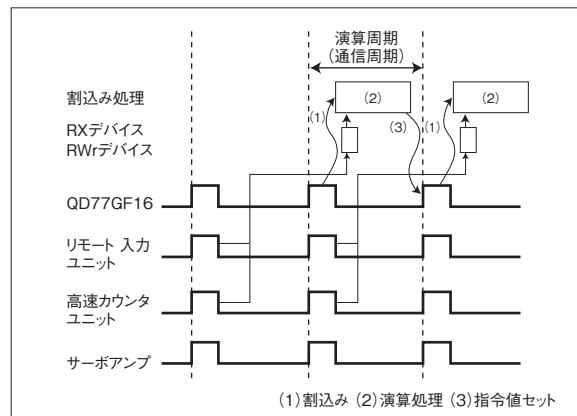 演算周期
(通信周期)
割込み処理
(2)
(2)
(1)
(3)
(1)
RXデバイス
RWrデバイス
QD77GF16
リモート 入力
ユニット
高速カウンタ
ユニット
サーボアンプ
(1)割込み (2)演算処理 (3)指令値セット